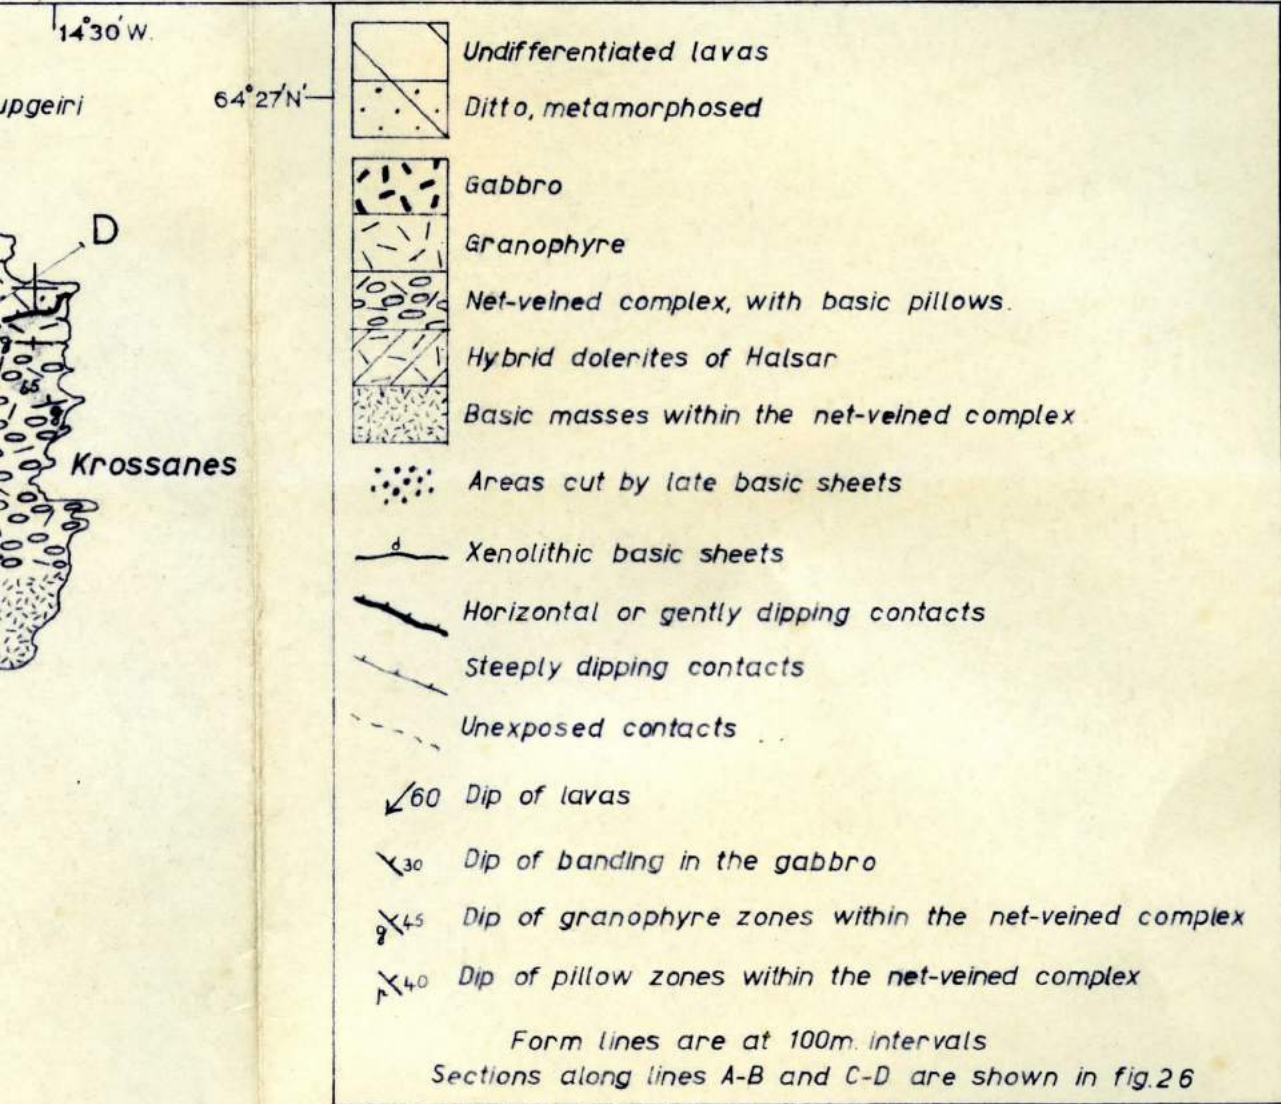 14°30'W.
upgeiri
64°27'N
D
g
65
g
Krossanes
Undifferentiated lavas
Ditto, metamorphosed
Gabbro
Granophyre
Net-veined complex, with basic pillows.
Hybrid dolerites of Halsar
Basic masses within the net-veined complex
Areas cut by late basic sheets
d
Xenolithic basic sheets
Horizontal or gently dipping contacts
Steeply dipping contacts
Unexposed contacts
60 Dip of lavas
30 Dip of banding in the gabbro
g 45 Dip of granophyre zones within the net-veined complex
p 40 Dip of pillow zones within the net-veined complex
Form lines are at 100m. intervals
Sections along lines A-B and C-D are shown in fig.26